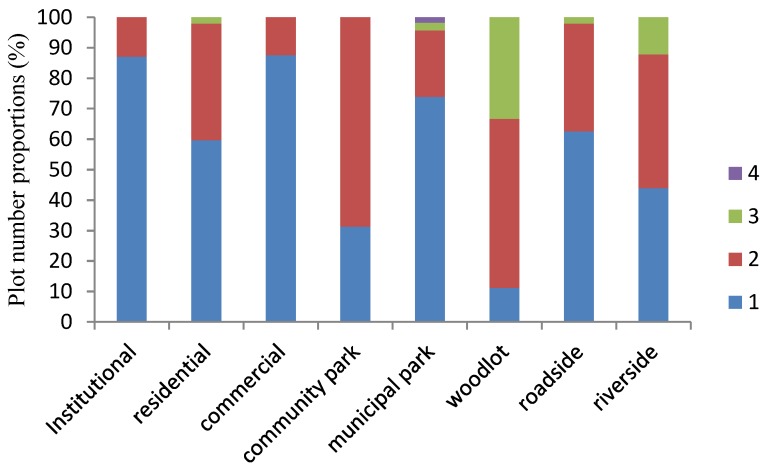 Plot number proportions (%)
100
90
80
70
60
50
40
30
20
10
0
Institutional
residential
commercial
community park
municipal park
woodlot
roadside
riverside
4
3
2
1